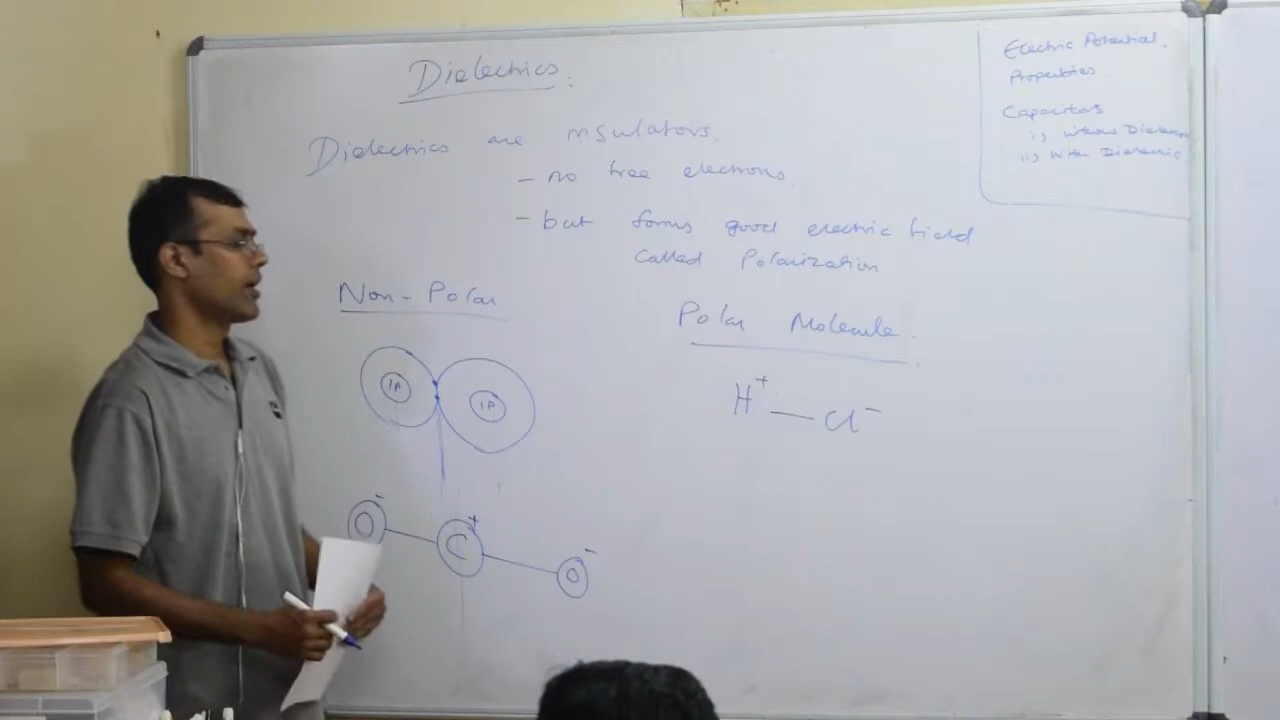 Dielectrics:
Dielectrics are insulators.
- no free electrons
- but forms good electric field
called Polarization
Electric Potential.
Properties
Capacitors
i) without Dielectric
ii) with Dielectric
Non-Polar
1P 1P
O⁻ C⁺ O⁻
Polar Molecule.
H⁺ — Cl⁻